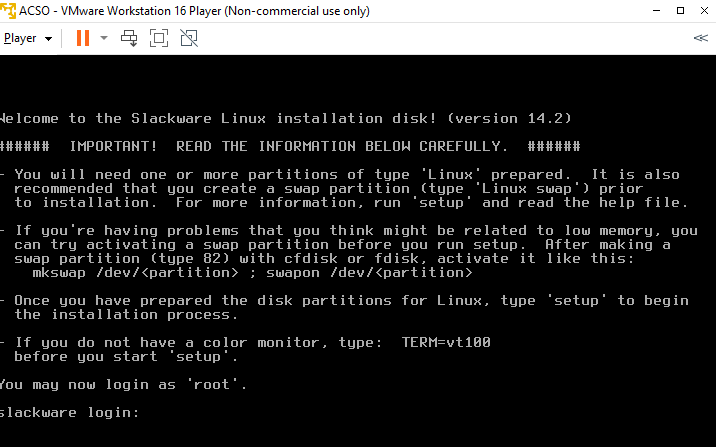 ACSO - VMware Workstation 16 Player (Non-commercial use only)
Player
Welcome to the Slackware Linux installation disk! (version 14.2)
###### IMPORTANT! READ THE INFORMATION BELOW CAREFULLY. ######
- You will need one or more partitions of type 'Linux' prepared. It is also
recommended that you create a swap partition (type 'Linux swap') prior
to installation. For more information, run 'setup' and read the help file.
- If you're having problems that you think might be related to low memory, you
can try activating a swap partition before you run setup. After making a
swap partition (type 82) with cfdisk or fdisk, activate it like this:
mkswap /dev/<partition> ; swapon /dev/<partition>
- Once you have prepared the disk partitions for Linux, type 'setup' to begin
the installation process.
- If you do not have a color monitor, type: TERM=vt100
before you start 'setup'.
You may now login as 'root'.
slackware login: